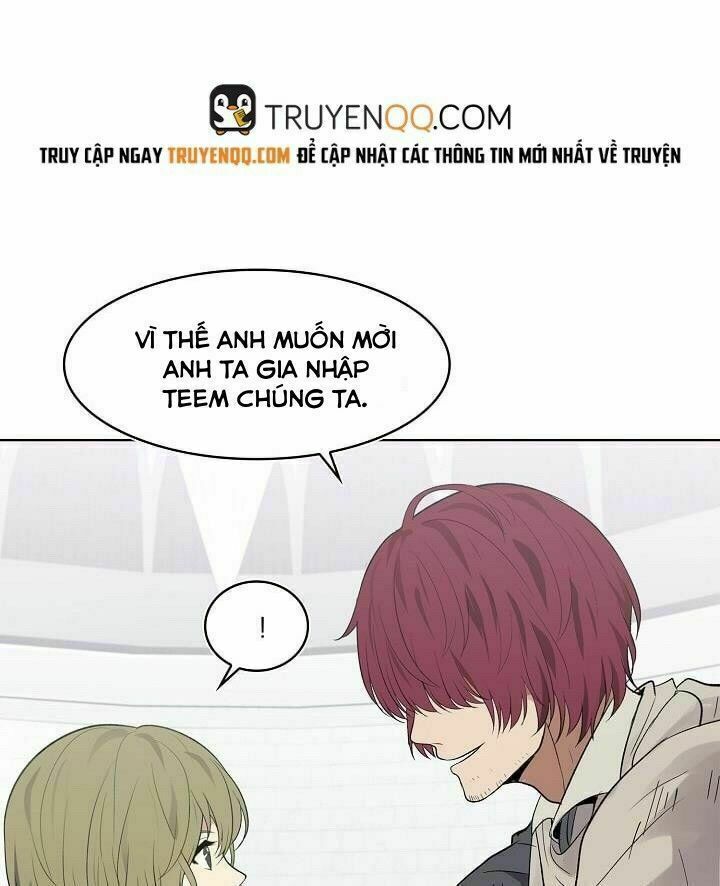 TRUYENQQ.COM
TRUY CẬP NGAY TRUYENQQ.COM ĐỂ CẬP NHẬT CÁC THÔNG TIN MỚI NHẤT VỀ TRUYỆN
VÌ THẾ ANH MUỐN MỜI
ANH TA GIA NHẬP
TEEM CHÚNG TA.
!